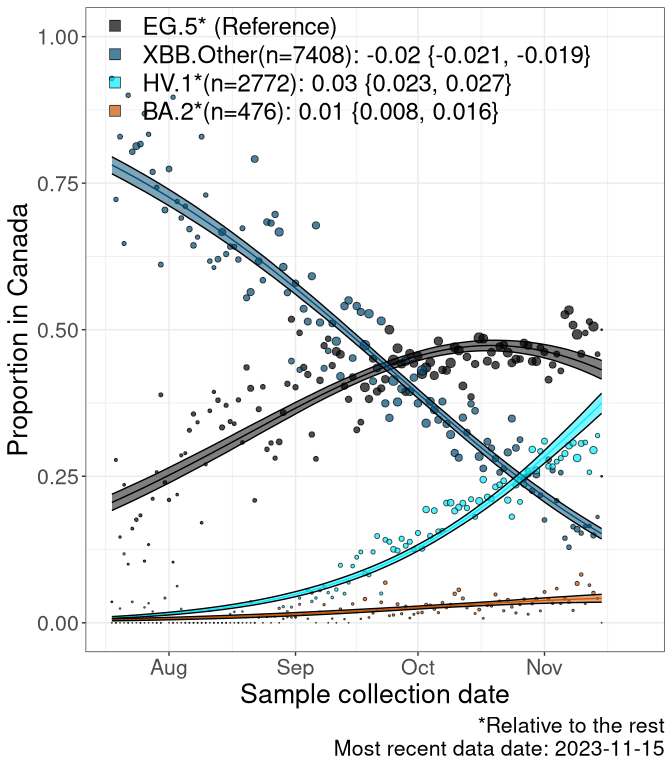 EG.5* (Reference)
XBB.Other(n=7408): -0.02 {-0.021, -0.019}
HV.1*(n=2772): 0.03 {0.023, 0.027}
BA.2*(n=476): 0.01 {0.008, 0.016}
1.00
0.75
0.50
0.25
0.00
Proportion in Canada
Aug Sep Oct Nov
Sample collection date
*Relative to the rest
Most recent data date: 2023-11-15